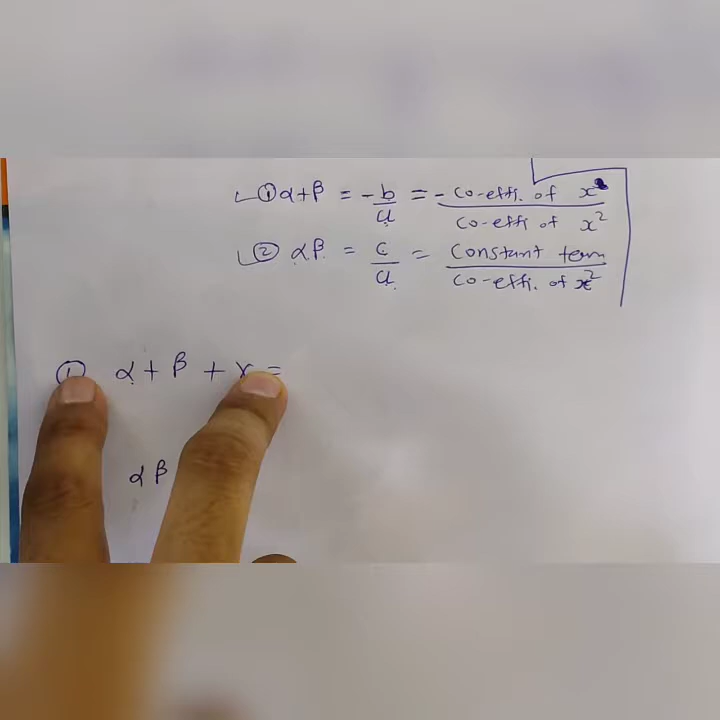 ① α+β = -b/a = - co-effi. of x / co-effi of x²
② αβ = c/a = constant term / co-effi. of x²
① α + β + γ =
αβ